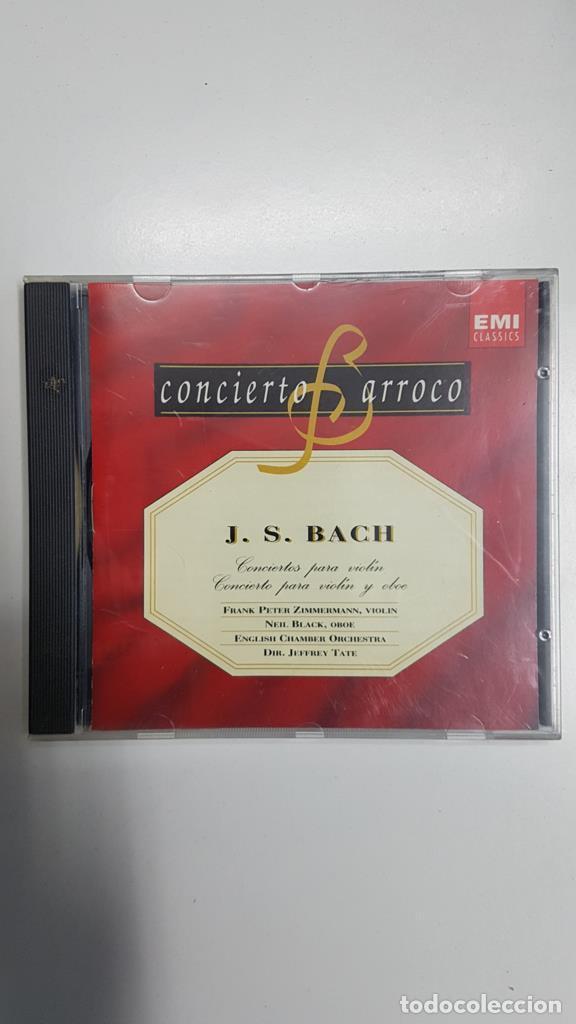 EMI
CLASSICS
concierto Barroco
J. S. BACH
Conciertos para violín
Concierto para violín y oboe
FRANK PETER ZIMMERMANN, VIOLIN
NEIL BLACK, OBOE
ENGLISH CHAMBER ORCHESTRA
DIR. JEFFREY TATE
todocoleccion